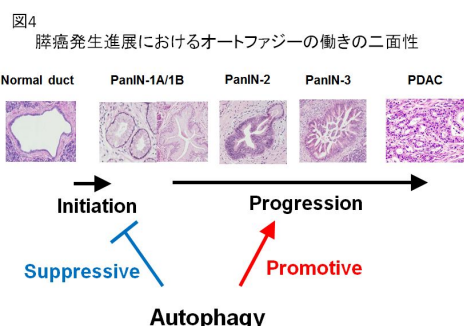 図4
膵癌発生進展におけるオートファジーの働きの二面性
Normal duct PanIN-1A/1B PanIN-2 PanIN-3 PDAC
Initiation Progression
Suppressive Promotive
Autophagy